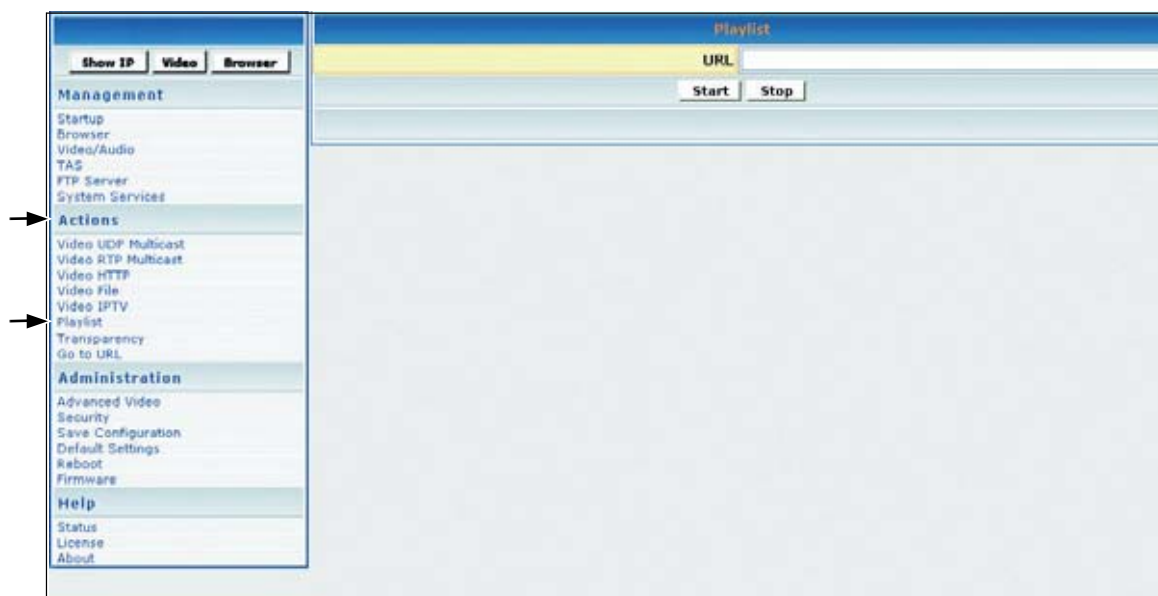 Show IP Video Browser
Management
Startup
Browser
Video/Audio
TAS
FTP Server
System Services
Actions
Video UDP Multicast
Video RTP Multicast
Video HTTP
Video File
Video IPTV
Playlist
Transparency
Go to URL
Administration
Advanced Video
Security
Save Configuration
Default Settings
Reboot
Firmware
Help
Status
License
About
Playlist
URL
Start Stop